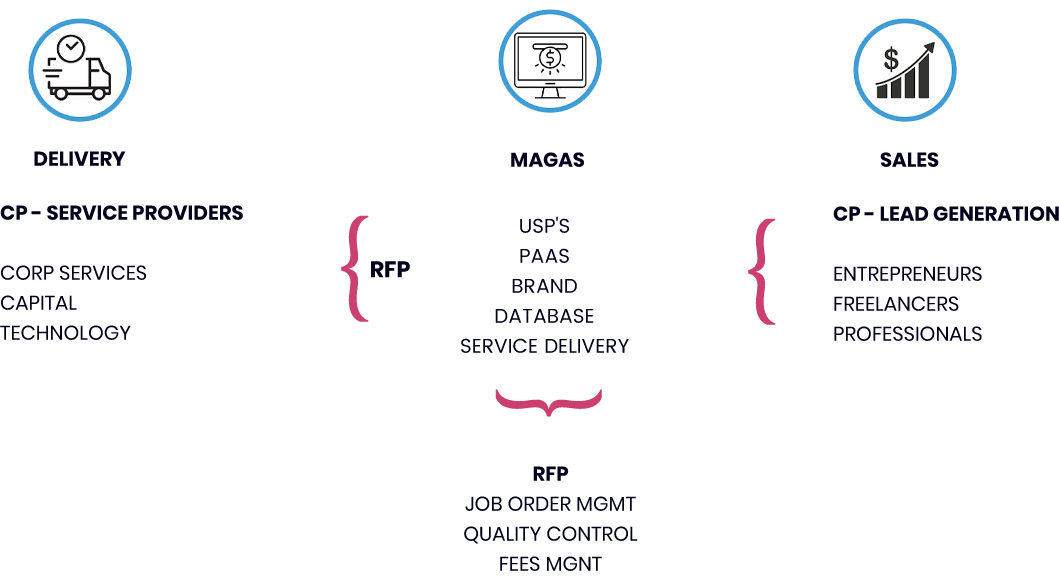 DELIVERY
CP - SERVICE PROVIDERS
CORP SERVICES
CAPITAL
TECHNOLOGY
RFP
$
MAGAS
USP'S
PAAS
BRAND
DATABASE
SERVICE DELIVERY
RFP
JOB ORDER MGMT
QUALITY CONTROL
FEES MGNT
$
SALES
CP - LEAD GENERATION
ENTREPRENEURS
FREELANCERS
PROFESSIONALS